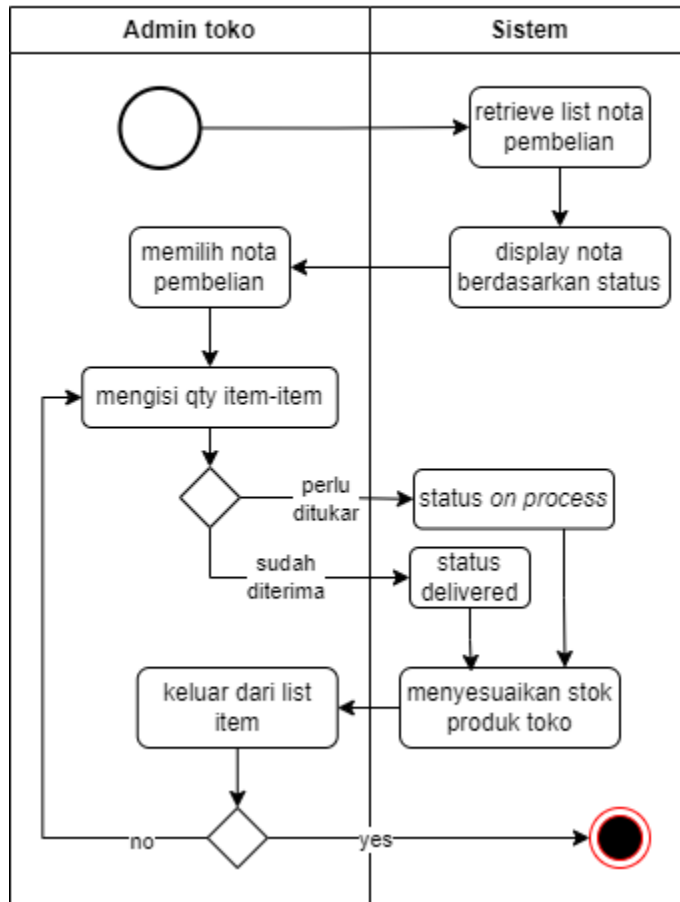 Admin toko
Sistem
retrieve list nota
pembelian
memilih nota
pembelian
display nota
berdasarkan status
mengisi qty item-item
perlu
ditukar
status on process
sudah
diterima
status
delivered
keluar dari list
item
menyesuaikan stok
produk toko
no
yes